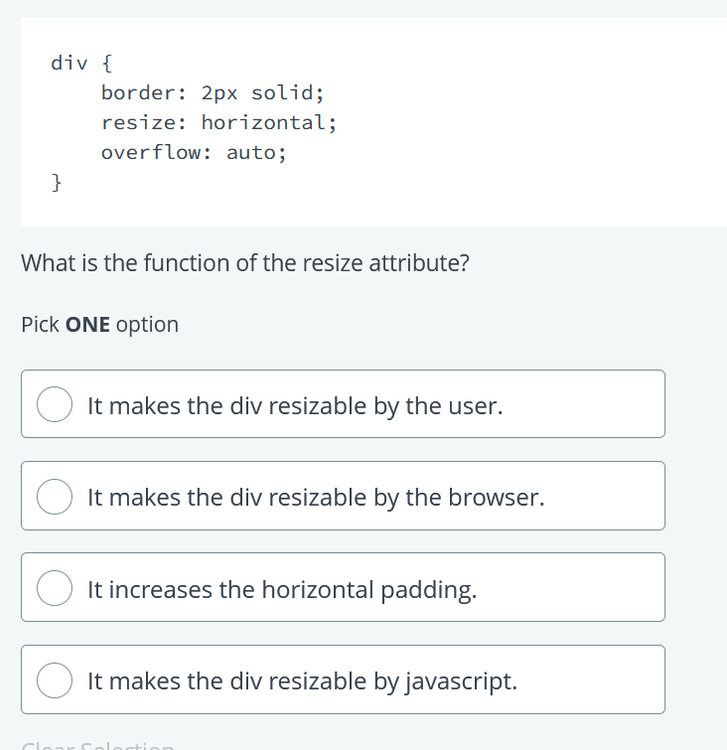 div {
    border: 2px solid;
    resize: horizontal;
    overflow: auto;
}
What is the function of the resize attribute?
Pick ONE option
It makes the div resizable by the user.
It makes the div resizable by the browser.
It increases the horizontal padding.
It makes the div resizable by javascript.
Clear Selection